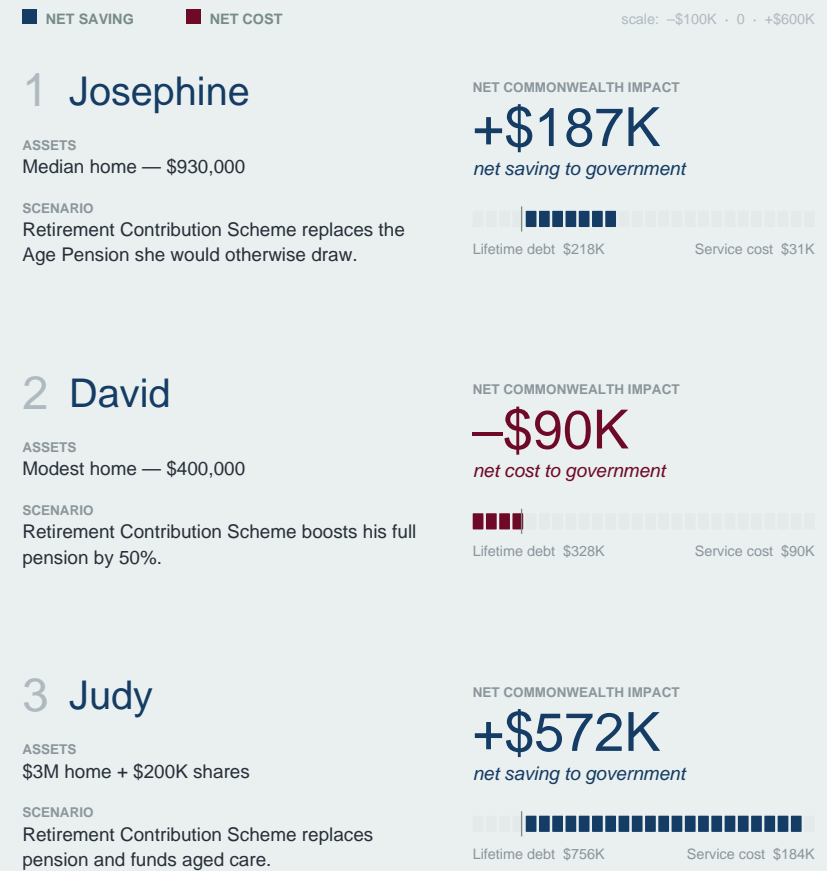 NET SAVING
NET COST
scale: –$100K · 0 · +$600K
1 Josephine
ASSETS
Median home — $930,000
SCENARIO
Retirement Contribution Scheme replaces the
Age Pension she would otherwise draw.
NET COMMONWEALTH IMPACT
+$187K
net saving to government
Lifetime debt $218K
Service cost $31K
2 David
ASSETS
Modest home — $400,000
SCENARIO
Retirement Contribution Scheme boosts his full
pension by 50%.
NET COMMONWEALTH IMPACT
–$90K
net cost to government
Lifetime debt $328K
Service cost $90K
3 Judy
ASSETS
$3M home + $200K shares
SCENARIO
Retirement Contribution Scheme replaces
pension and funds aged care.
NET COMMONWEALTH IMPACT
+$572K
net saving to government
Lifetime debt $756K
Service cost $184K